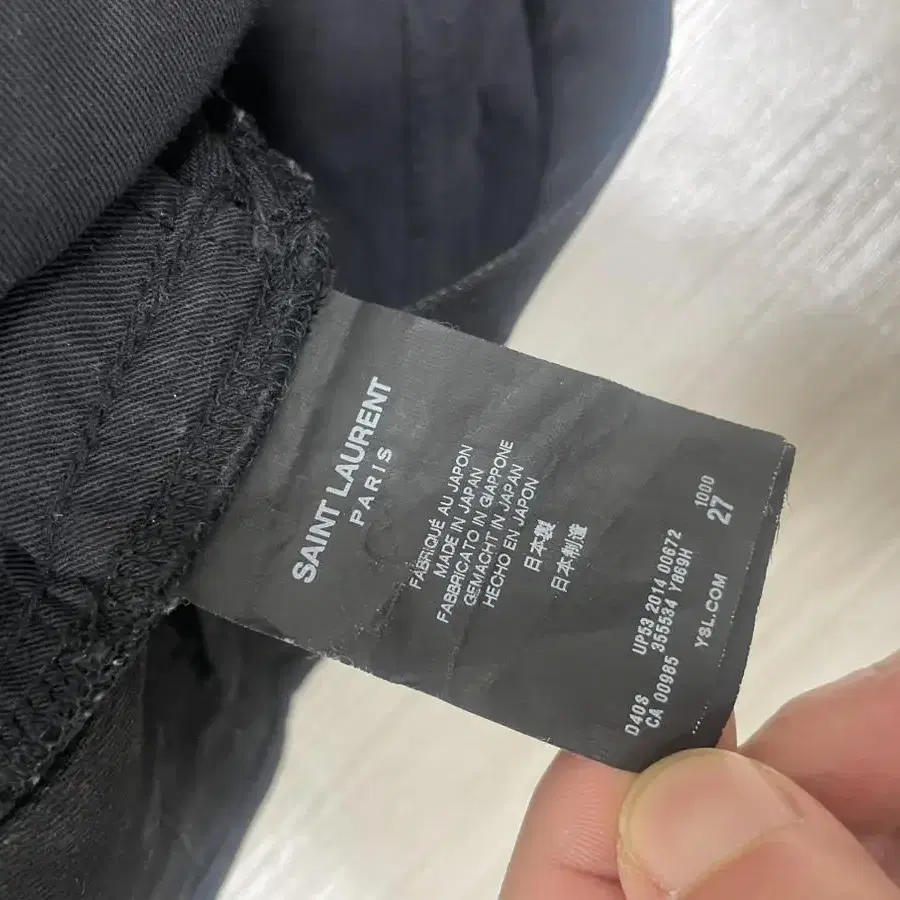 SAINT LAURENT
PARIS
FABRIQUÉ AU JAPON
MADE IN JAPAN
FABBRICATO IN GIAPPONE
GEMACHT IN JAPAN
HECHO EN JAPON
日本製
日本制造
D40S UP53 2014 00672 1000
CA 00985 355534 Y869H 27
YSL.COM